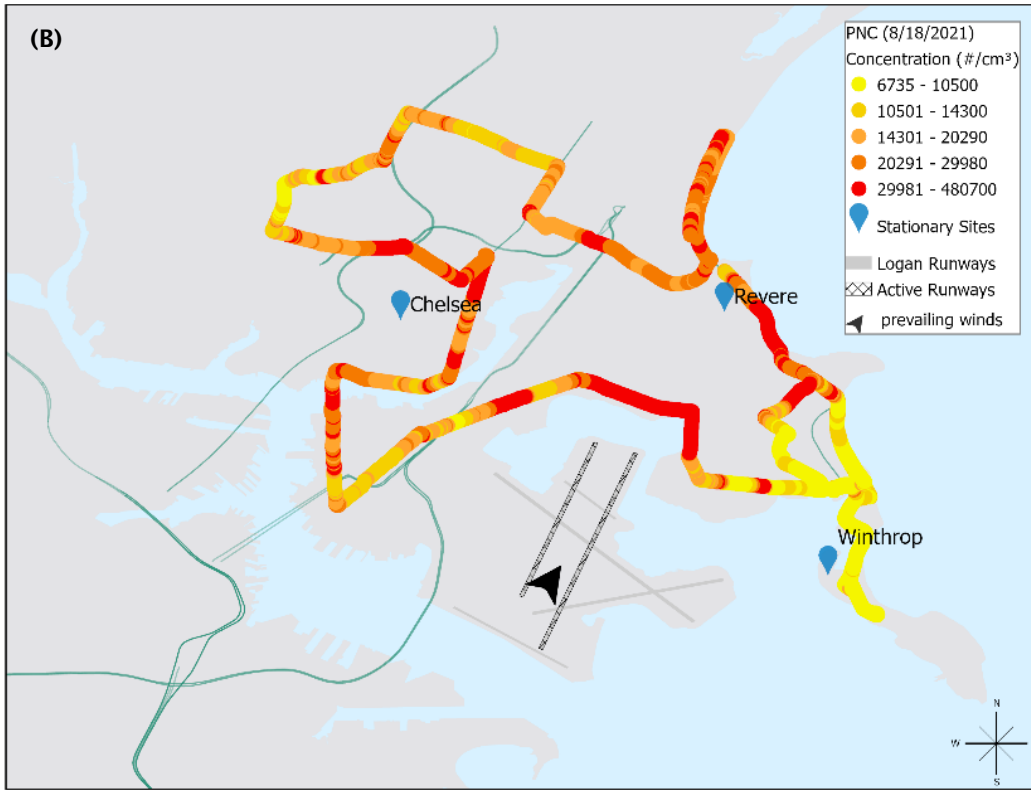 (B)
PNC (8/18/2021)
Concentration (#/cm³)
6735 - 10500
10501 - 14300
14301 - 20290
20291 - 29980
29981 - 480700
Stationary Sites
Logan Runways
Active Runways
prevailing winds
Chelsea
Revere
Winthrop
N
W
S